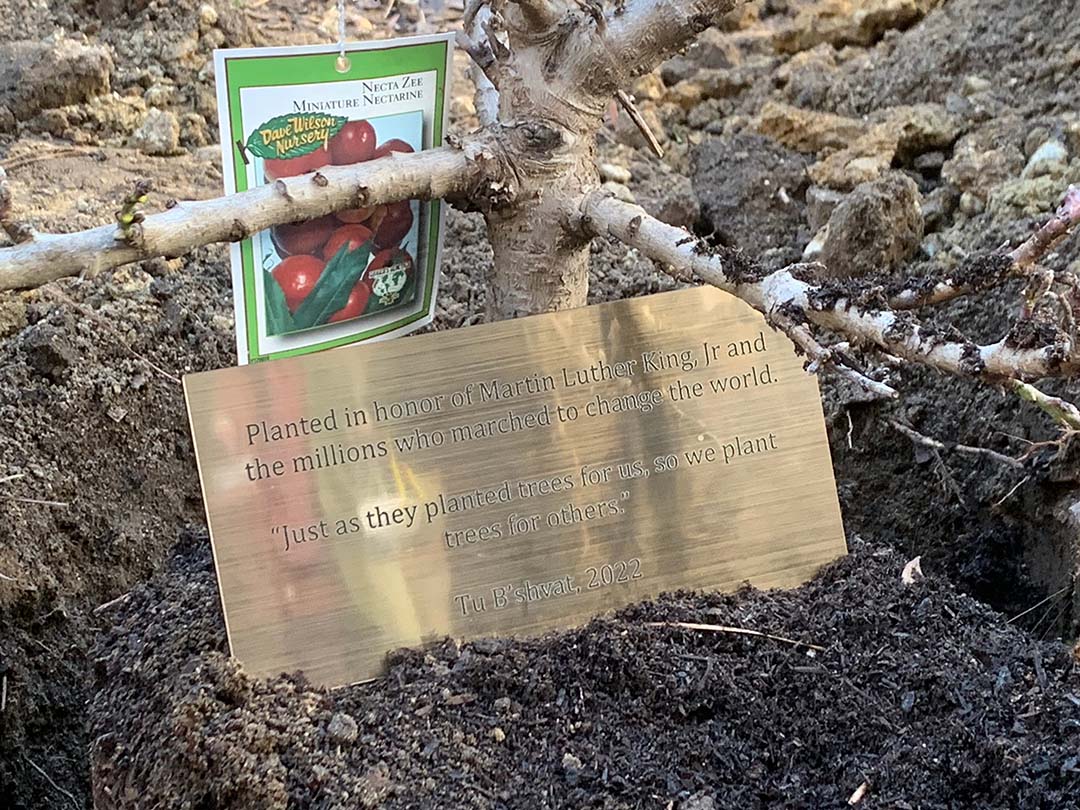 Necta Zee
Miniature Nectarine
Dave Wilson
Nursery
Planted in honor of Martin Luther King, Jr and
the millions who marched to change the world.
“Just as they planted trees for us, so we plant
trees for others.”
Tu B’shvat, 2022